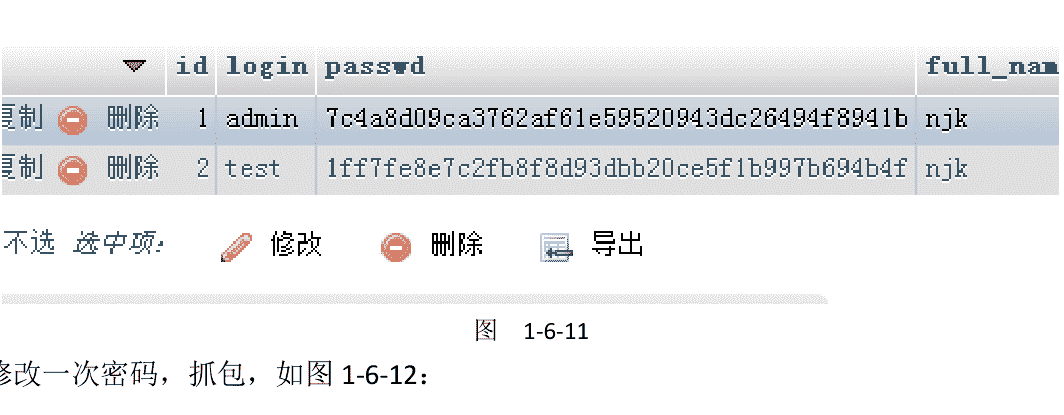 id login passwd full_nam
复制 删除 1 admin 7c4a8d09ca3762af61e59520943dc26494f8941b njk
复制 删除 2 test 1ff7fe8e7c2fb8f8d93dbb20ce5f1b997b694b4f njk
不选 选中项: 修改 删除 导出
图 1-6-11
修改一次密码，抓包，如图1-6-12：